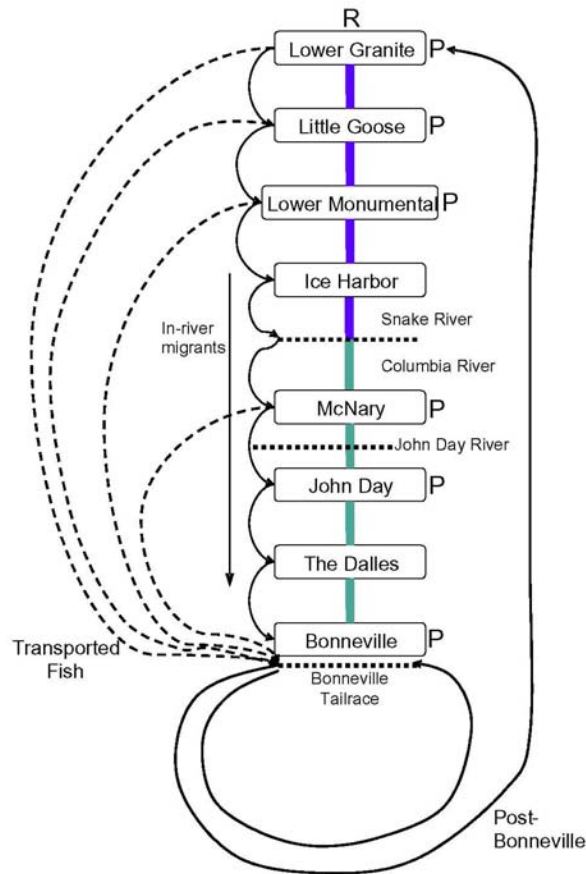 R
Lower Granite P
Little Goose P
Lower Monumental P
Ice Harbor
In-river
migrants
Snake River
Columbia River
McNary P
John Day River
John Day P
The Dalles
Bonneville P
Transported
Fish
Bonneville
Tailrace
Post-
Bonneville